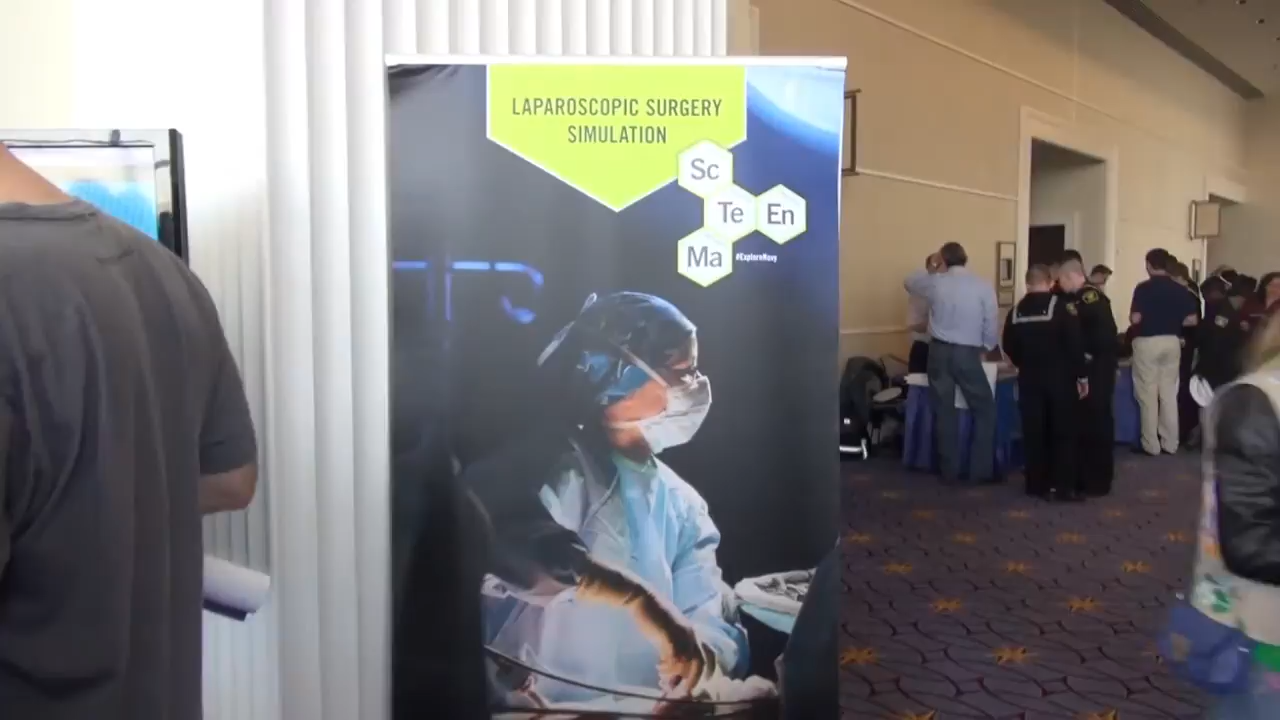 LAPAROSCOPIC SURGERY
SIMULATION
Sc
Te En
Ma
#ExploreNavy